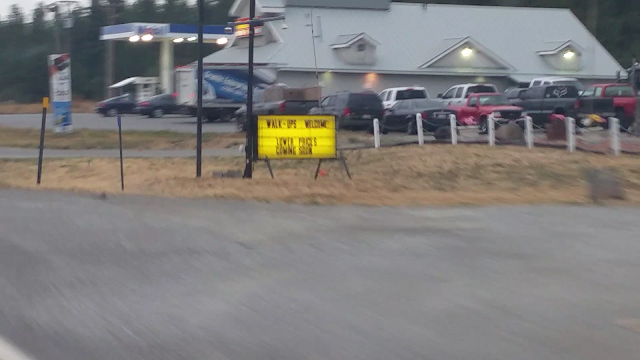 WALK-UPS WELCOME
LOWER PRICES
COMING SOON